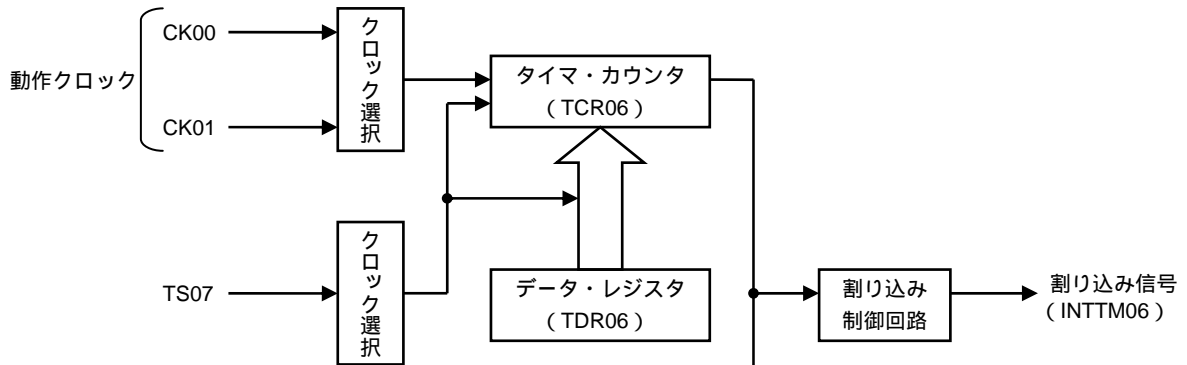 動作クロック
CK00
CK01
クロック選択
タイマ・カウンタ
( TCR06 )
TS07
クロック選択
データ・レジスタ
( TDR06 )
割り込み
制御回路
割り込み信号
( INTTM06 )